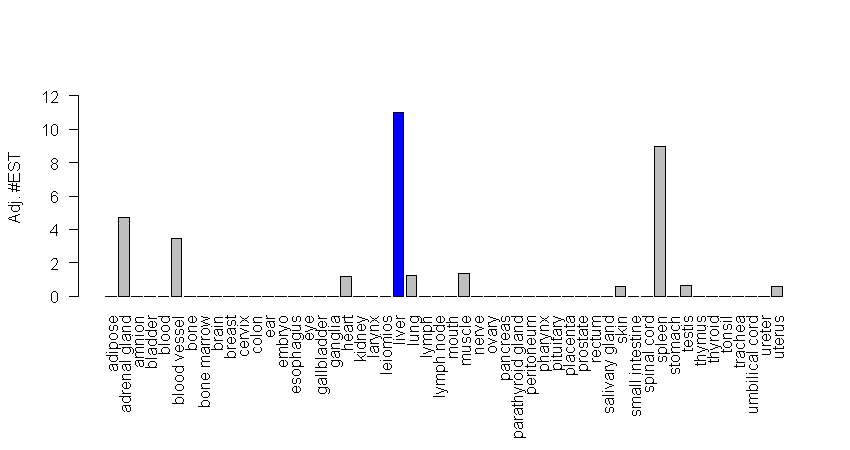 12
10
8
6
4
2
0
Adj. #EST
adipose
adrenal gland
amnion
bladder
blood
blood vessel
bone
bone marrow
brain
breast
cervix
colon
ear
embryo
esophagus
eye
gallbladder
ganglia
heart
kidney
larynx
leiomios
liver
lung
lymph
lymph node
mouth
muscle
nerve
ovary
pancreas
parathyroid gland
peritoneum
pharynx
pituitary
placenta
prostate
rectum
salivary gland
skin
small intestine
spinal cord
spleen
stomach
testis
thymus
thyroid
tonsil
trachea
umbilical cord
ureter
uterus